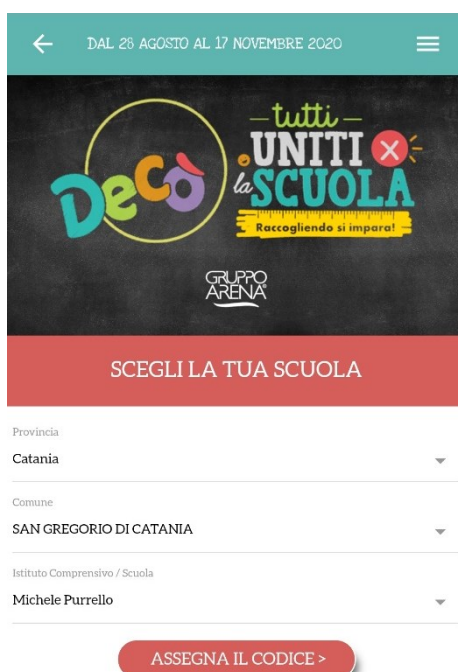 DAL 28 AGOSTO AL 17 NOVEMBRE 2020
Decò
tutti
UNITI X
la SCUOLA
Raccogliendo si impara!
GRUPPO
ARENA
SCEGLI LA TUA SCUOLA
Provincia
Catania
Comune
SAN GREGORIO DI CATANIA
Istituto Comprensivo / Scuola
Michele Purrello
ASSEGNA IL CODICE >